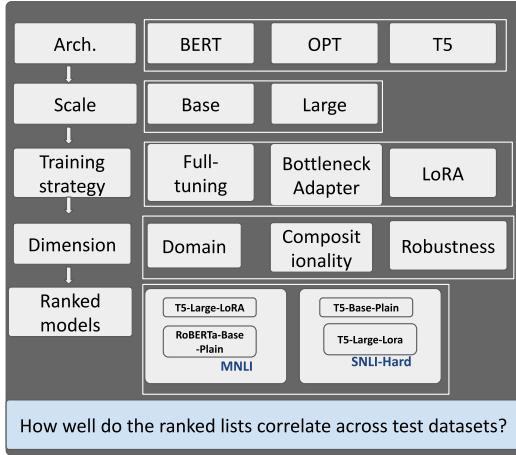 Arch.
BERT
OPT
T5
Scale
Base
Large
Training
strategy
Full-
tuning
Bottleneck
Adapter
LoRA
Dimension
Domain
Composit
ionality
Robustness
Ranked
models
T5-Large-LoRA
RoBERTa-Base
-Plain
MNLI
T5-Base-Plain
T5-Large-Lora
SNLI-Hard
How well do the ranked lists correlate across test datasets?